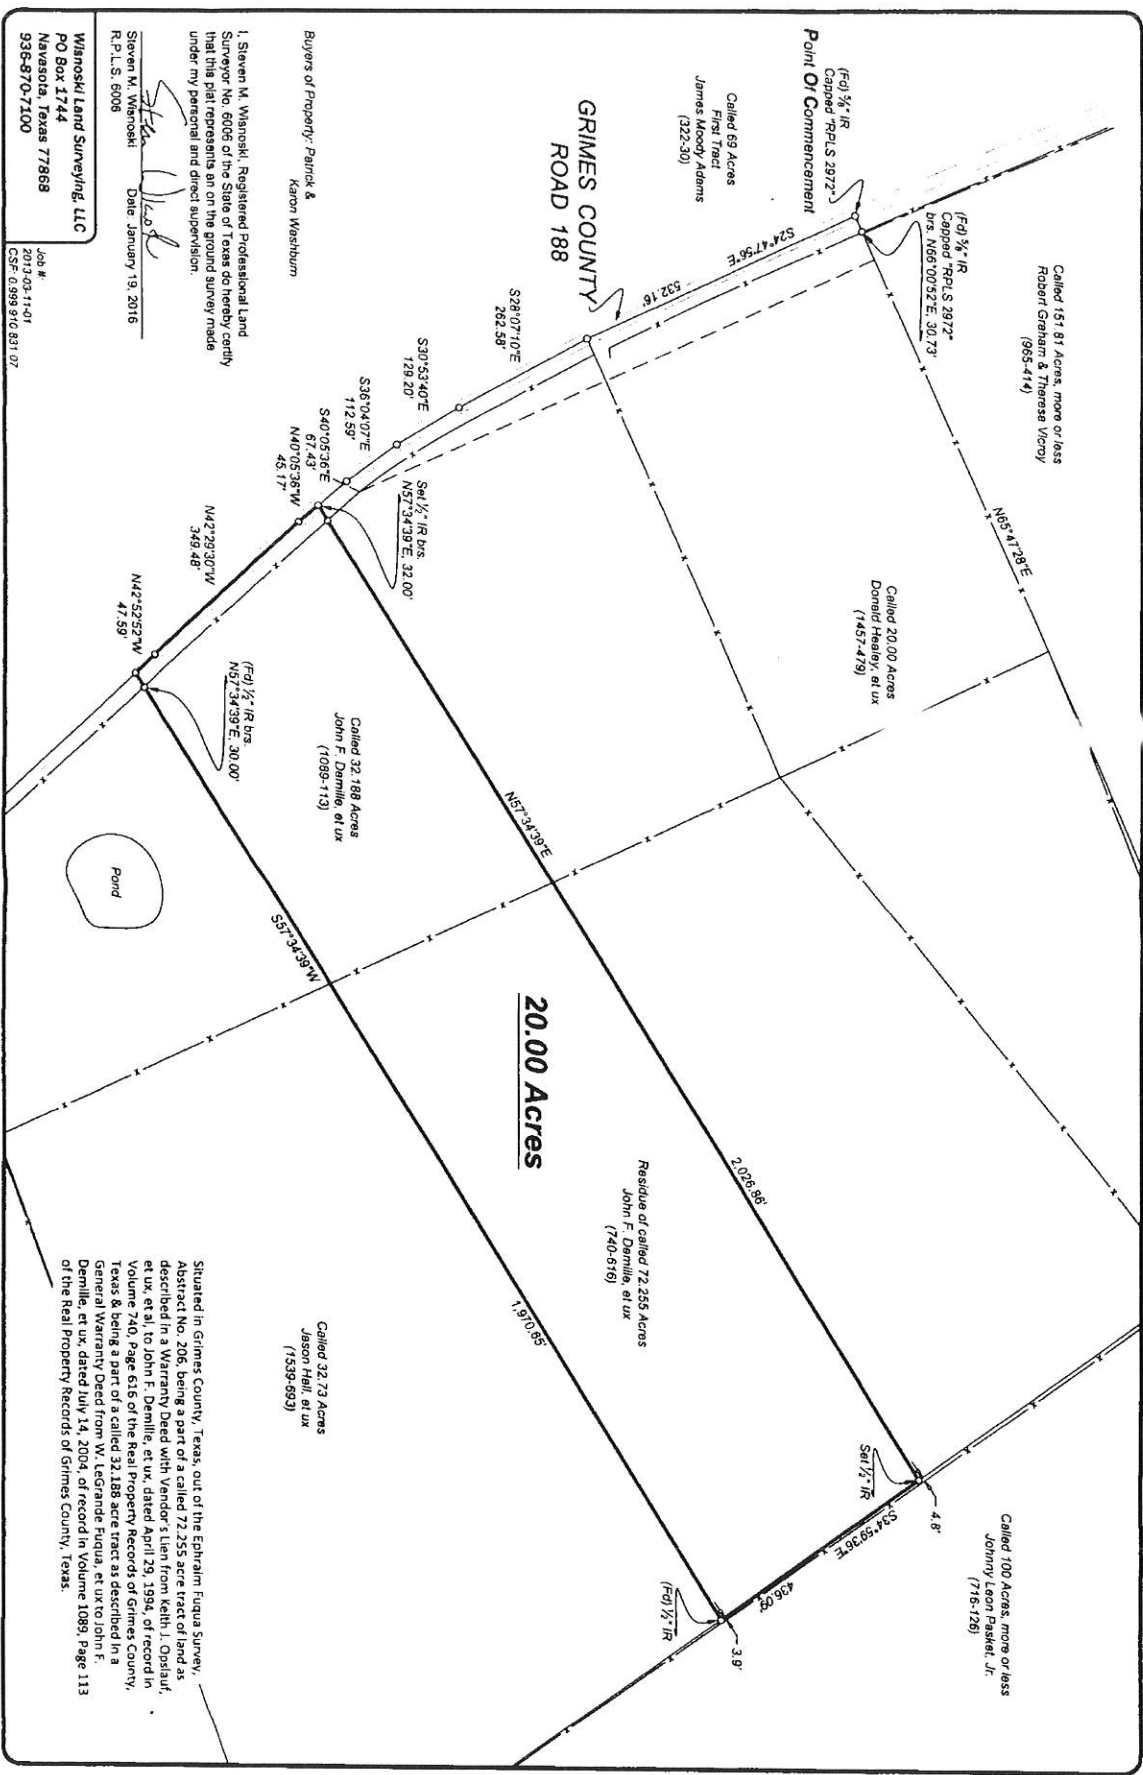 (Fd) ⅝" IR
Capped "RPLS 2972"
Point Of Commencement
(Fd) ⅝" IR
Capped "RPLS 2972"
brs. N66°00'52"E, 30.73'
Called 151.81 Acres, more or less
Robert Graham & Therese Vicroy
(965-414)
N65°47'28"E
Called 69 Acres
First Tract
James Moody Adams
(322-30)
S24°47'56"E
532.16'
GRIMES COUNTY
ROAD 188
Called 20.00 Acres
Donald Healey, et ux
(1457-479)
S28°07'10"E
262.58'
S30°53'40"E
129.20'
S36°04'07"E
112.59'
S40°05'36"E
67.43'
N40°05'36"W
45.17'
Set ½" IR brs.
N57°34'39"E, 32.00'
N42°29'30"W
349.48'
N42°52'52"W
47.59'
(Fd) ½" IR brs.
N57°34'39"E, 30.00'
Called 32.188 Acres
John F. Demille, et ux
(1089-113)
N57°34'39"E
2,026.86'
S57°34'39"W
1,970.65'
Pond
20.00 Acres
Residue of called 72.255 Acres
John F. Demille, et ux
(740-616)
Set ½" IR
4.8'
S34°59'36"E
436.09'
(Fd) ½" IR
3.9'
Called 100 Acres, more or less
Johnny Leon Pasket, Jr.
(716-126)
Called 32.73 Acres
Jason Hall, et ux
(1539-693)
Buyers of Property: Patrick &
Karon Washburn
I, Steven M. Wisnoski, Registered Professional Land
Surveyor No. 6006 of the State of Texas do hereby certify
that this plat represents an on the ground survey made
under my personal and direct supervision.
Steven M. Wisnoski Date: January 19, 2016
R.P.L.S. 6006
Wisnoski Land Surveying, LLC
PO Box 1744
Navasota, Texas 77868
936-870-7100
Job #:
2013-03-11-01
CSF: 0.999 910 831 07
Situated in Grimes County, Texas, out of the Ephraim Fuqua Survey,
Abstract No. 206, being a part of a called 72.255 acre tract of land as
described in a Warranty Deed with Vendor's Lien from Keith J. Opslauf,
et ux, et al, to John F. Demille, et ux, dated April 29, 1994, of record in
Volume 740, Page 616 of the Real Property Records of Grimes County,
Texas & being a part of a called 32.188 acre tract as described in a
General Warranty Deed from W. LeGrande Fuqua, et ux to John F.
Demille, et ux, dated July 14, 2004, of record in Volume 1089, Page 113
of the Real Property Records of Grimes County, Texas.